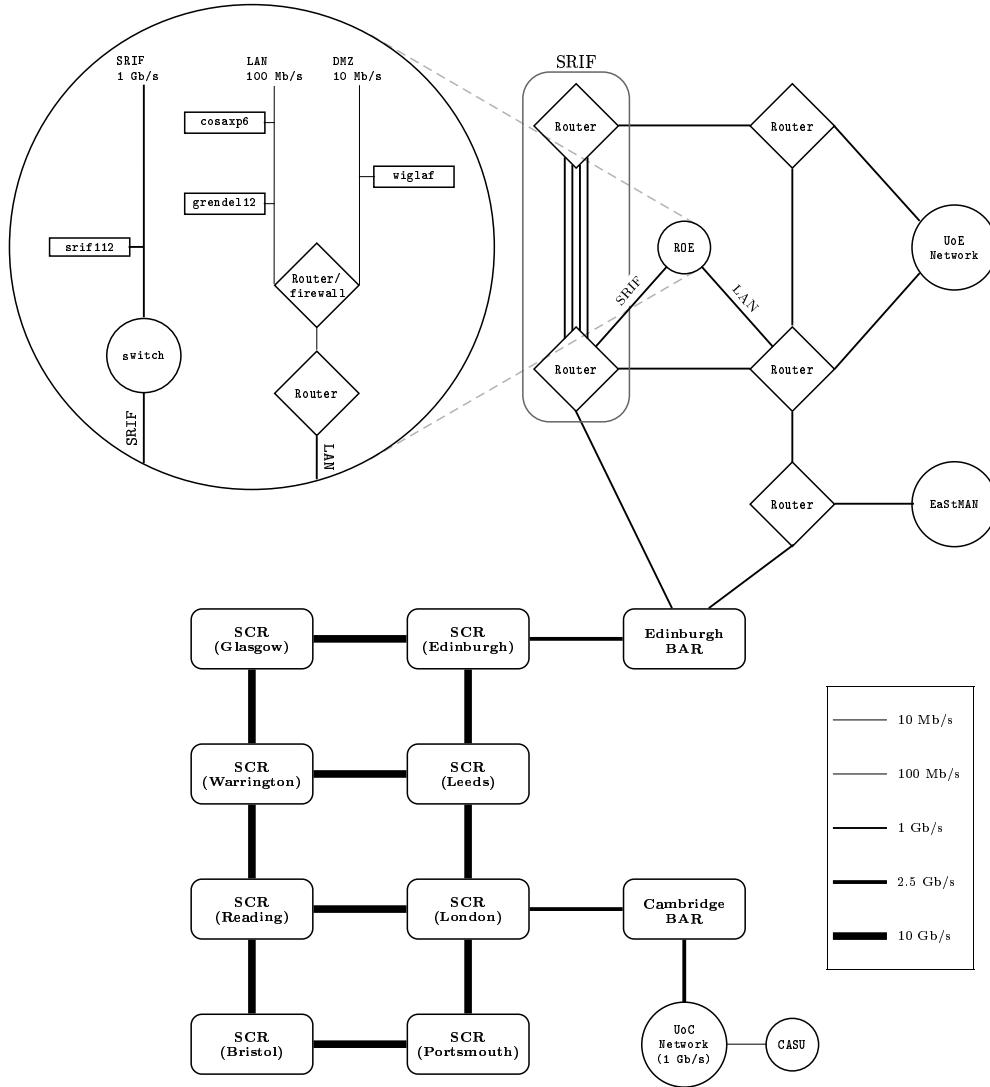 SRIF
1 Gb/s
LAN
100 Mb/s
DMZ
10 Mb/s
cosaxp6
wiglaf
grendel12
srif112
Router/
firewall
switch
Router
SRIF
LAN
SRIF
Router
Router
ROE
UoE
Network
SRIF
LAN
Router
Router
Router
EaStMAN
SCR
(Glasgow)
SCR
(Edinburgh)
Edinburgh
BAR
SCR
(Warrington)
SCR
(Leeds)
SCR
(Reading)
SCR
(London)
Cambridge
BAR
SCR
(Bristol)
SCR
(Portsmouth)
UoC
Network
(1 Gb/s)
CASU
10 Mb/s
100 Mb/s
1 Gb/s
2.5 Gb/s
10 Gb/s